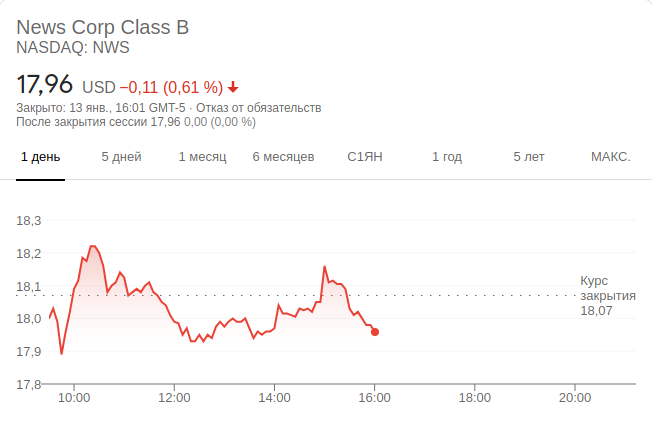 News Corp Class B
NASDAQ: NWS
17,96 USD −0,11 (0,61 %)
Закрыто: 13 янв., 16:01 GMT-5 · Отказ от обязательств
После закрытия сессии 17,96 0,00 (0,00 %)
1 день 5 дней 1 месяц 6 месяцев С1ЯН 1 год 5 лет МАКС.
18,3
18,2
18,1
18,0
17,9
17,8
Курс
закрытия
18,07
10:00 12:00 14:00 16:00 18:00 20:00